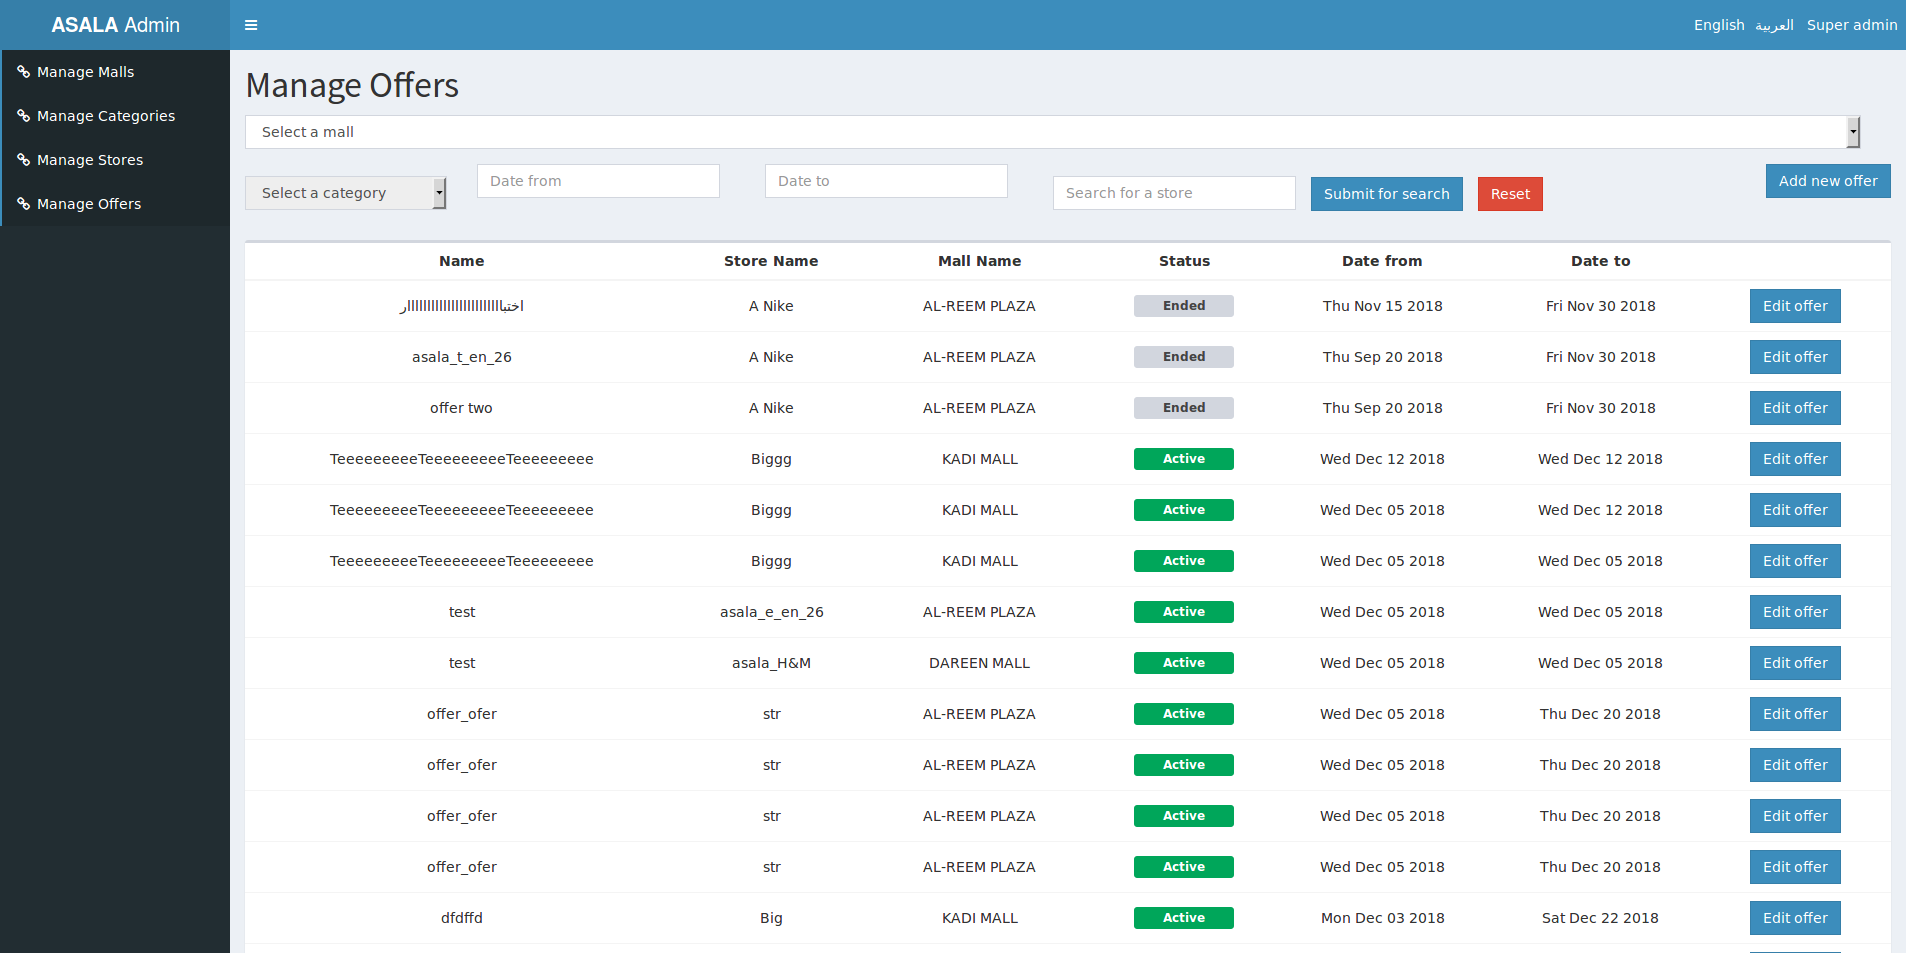 ASALA Admin
English العربية Super admin
Manage Malls
Manage Categories
Manage Stores
Manage Offers
Manage Offers
Select a mall
Select a category Date from Date to Search for a store Submit for search Reset Add new offer
Name Store Name Mall Name Status Date from Date to
اختباااااااااااااااااااااااار A Nike AL-REEM PLAZA Ended Thu Nov 15 2018 Fri Nov 30 2018 Edit offer
asala_t_en_26 A Nike AL-REEM PLAZA Ended Thu Sep 20 2018 Fri Nov 30 2018 Edit offer
offer two A Nike AL-REEM PLAZA Ended Thu Sep 20 2018 Fri Nov 30 2018 Edit offer
TeeeeeeeeeTeeeeeeeeeTeeeeeeeee Biggg KADI MALL Active Wed Dec 12 2018 Wed Dec 12 2018 Edit offer
TeeeeeeeeeTeeeeeeeeeTeeeeeeeee Biggg KADI MALL Active Wed Dec 05 2018 Wed Dec 12 2018 Edit offer
TeeeeeeeeeTeeeeeeeeeTeeeeeeeee Biggg KADI MALL Active Wed Dec 05 2018 Wed Dec 05 2018 Edit offer
test asala_e_en_26 AL-REEM PLAZA Active Wed Dec 05 2018 Wed Dec 05 2018 Edit offer
test asala_H&M DAREEN MALL Active Wed Dec 05 2018 Wed Dec 05 2018 Edit offer
offer_ofer str AL-REEM PLAZA Active Wed Dec 05 2018 Thu Dec 20 2018 Edit offer
offer_ofer str AL-REEM PLAZA Active Wed Dec 05 2018 Thu Dec 20 2018 Edit offer
offer_ofer str AL-REEM PLAZA Active Wed Dec 05 2018 Thu Dec 20 2018 Edit offer
offer_ofer str AL-REEM PLAZA Active Wed Dec 05 2018 Thu Dec 20 2018 Edit offer
dfdffd Big KADI MALL Active Mon Dec 03 2018 Sat Dec 22 2018 Edit offer